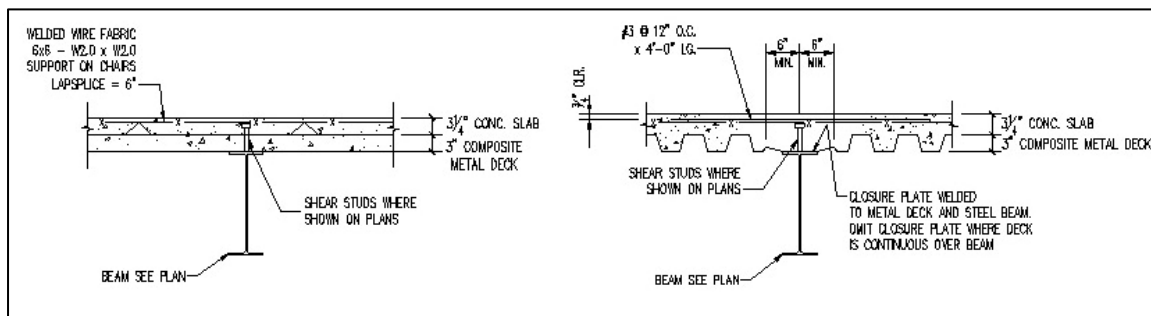 WELDED WIRE FABRIC
6x6 - W2.0 x W2.0
SUPPORT ON CHAIRS
LAPSPLICE = 6"
3 1/4" CONC. SLAB
3" COMPOSITE
METAL DECK
SHEAR STUDS WHERE
SHOWN ON PLANS
BEAM SEE PLAN
#3 @ 12" O.C.
x 4'-0" LG.
6"
MIN.
6"
MIN.
3/4" CLR.
3 1/4" CONC. SLAB
3" COMPOSITE METAL DECK
SHEAR STUDS WHERE
SHOWN ON PLANS
CLOSURE PLATE WELDED
TO METAL DECK AND STEEL BEAM.
OMIT CLOSURE PLATE WHERE DECK
IS CONTINUOUS OVER BEAM
BEAM SEE PLAN